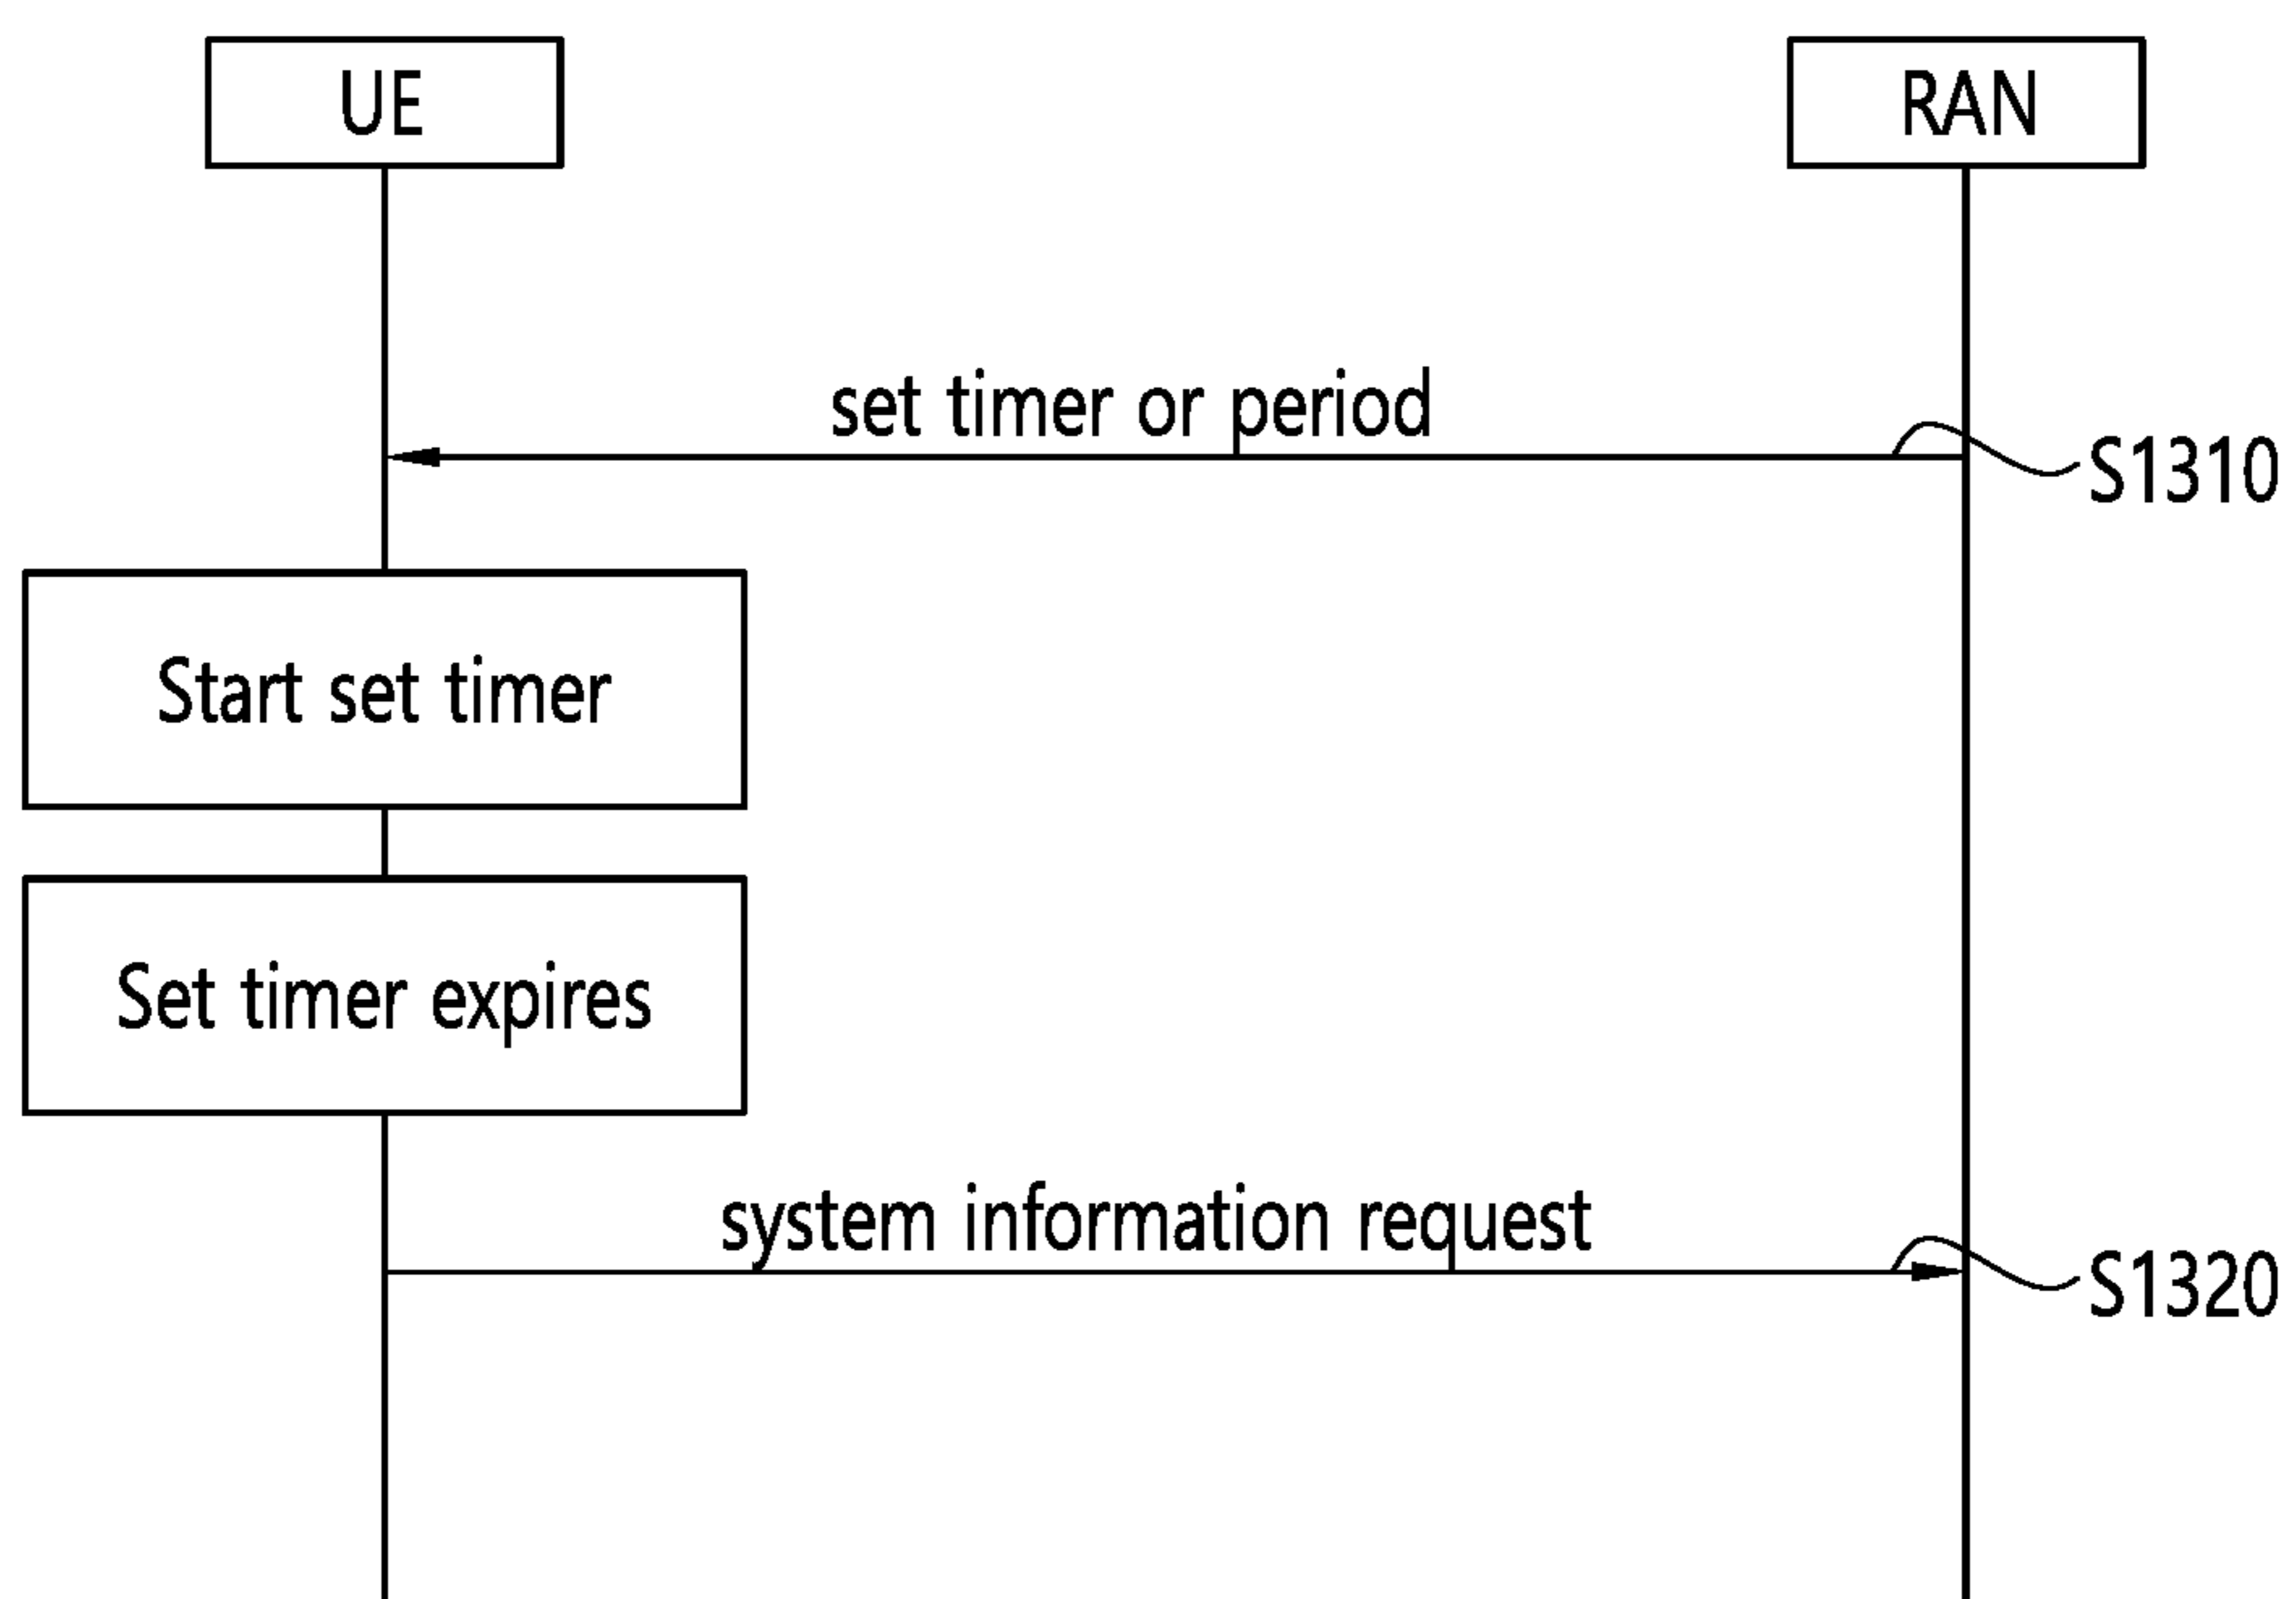 UE
RAN
set timer or period
S1310
Start set timer
Set timer expires
system information request
S1320